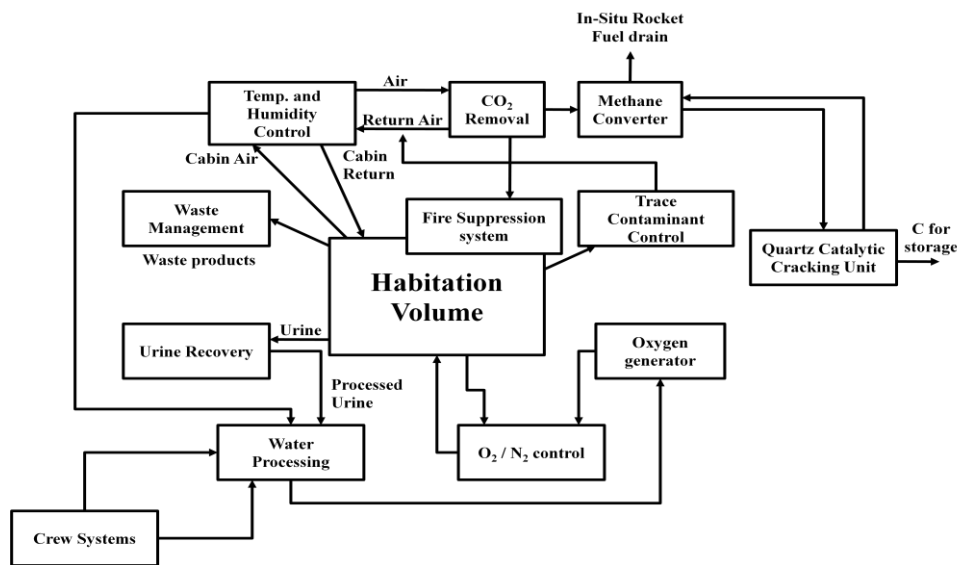 In-Situ Rocket
Fuel drain
Air
Temp. and
Humidity
Control
CO₂
Removal
Methane
Converter
Return Air
Cabin Air
Cabin
Return
Waste
Management
Fire Suppression
system
Trace
Contaminant
Control
C for
storage
Quartz Catalytic
Cracking Unit
Waste products
Habitation
Volume
Urine
Urine Recovery
Oxygen
generator
Processed
Urine
Water
Processing
O₂ / N₂ control
Crew Systems